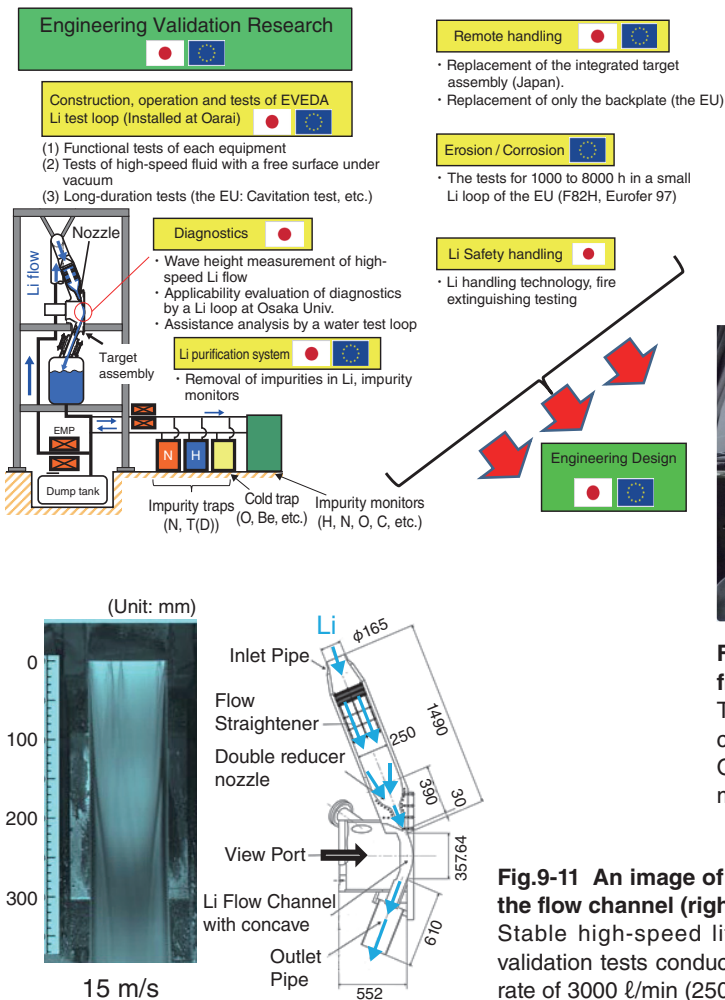 Engineering Validation Research
Construction, operation and tests of EVEDA
Li test loop (Installed at Oarai)
(1) Functional tests of each equipment
(2) Tests of high-speed fluid with a free surface under
vacuum
(3) Long-duration tests (the EU: Cavitation test, etc.)
Nozzle
Li flow
Target
assembly
EMP
Dump tank
Diagnostics
・Wave height measurement of high-
speed Li flow
・Applicability evaluation of diagnostics
by a Li loop at Osaka Univ.
・Assistance analysis by a water test loop
Li purification system
・Removal of impurities in Li, impurity
monitors
N
H
Impurity traps
(N, T(D))
Cold trap
(O, Be, etc.)
Impurity monitors
(H, N, O, C, etc.)
Remote handling
・Replacement of the integrated target
assembly (Japan).
・Replacement of only the backplate (the EU)
Erosion / Corrosion
・The tests for 1000 to 8000 h in a small
Li loop of the EU (F82H, Eurofer 97)
Li Safety handling
・Li handling technology, fire
extinguishing testing
Engineering Design
(Unit: mm)
0
100
200
300
15 m/s
Li
ϕ165
Inlet Pipe
Flow
Straightener
Double reducer
nozzle
View Port
Li Flow Channel
with concave
Outlet
Pipe
250
1490
390
30
357.64
610
552
F
f
T
c
C
n
Fig.9-11 An image of
the flow channel (righ
Stable high-speed li
validation tests conduc
rate of 3000 ℓ/min (250